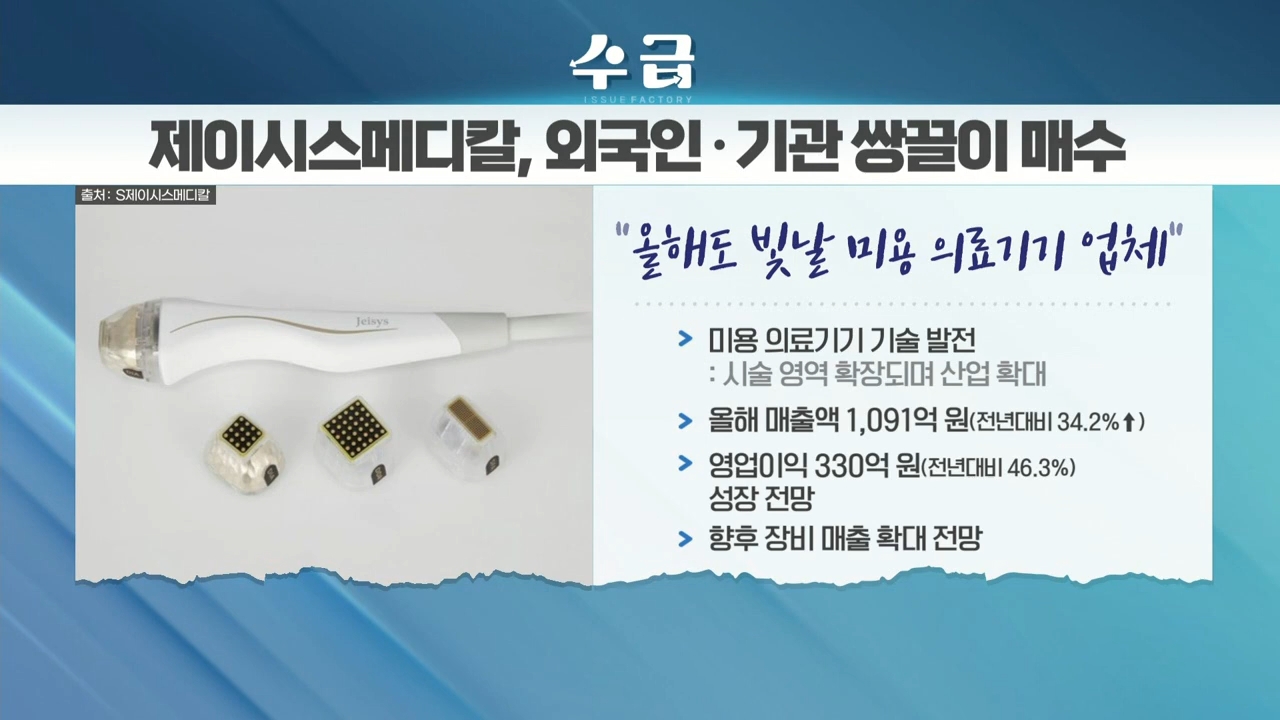 수급
ISSUE FACTORY
제이시스메디칼, 외국인·기관 쌍끌이 매수
출처: S제이시스메디칼
Jeisys
"올해도 빛날 미용 의료기기 업체"
> 미용 의료기기 기술 발전
: 시술 영역 확장되며 산업 확대
> 올해 매출액 1,091억 원(전년대비 34.2%⬆)
> 영업이익 330억 원(전년대비 46.3%)
성장 전망
> 향후 장비 매출 확대 전망